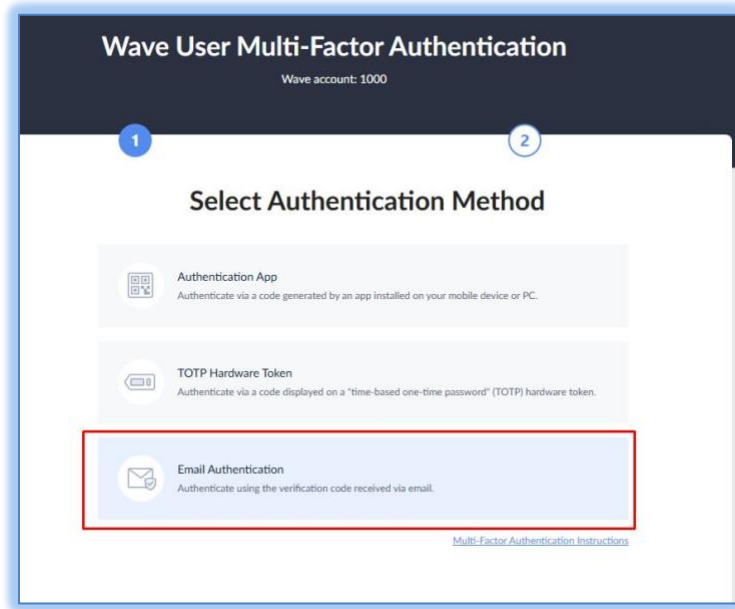 Wave User Multi-Factor Authentication
Wave account: 1000
1
2
Select Authentication Method
Authentication App
Authenticate via a code generated by an app installed on your mobile device or PC.
TOTP Hardware Token
Authenticate via a code displayed on a "time-based one-time password" (TOTP) hardware token.
Email Authentication
Authenticate using the verification code received via email.
Multi-Factor Authentication Instructions